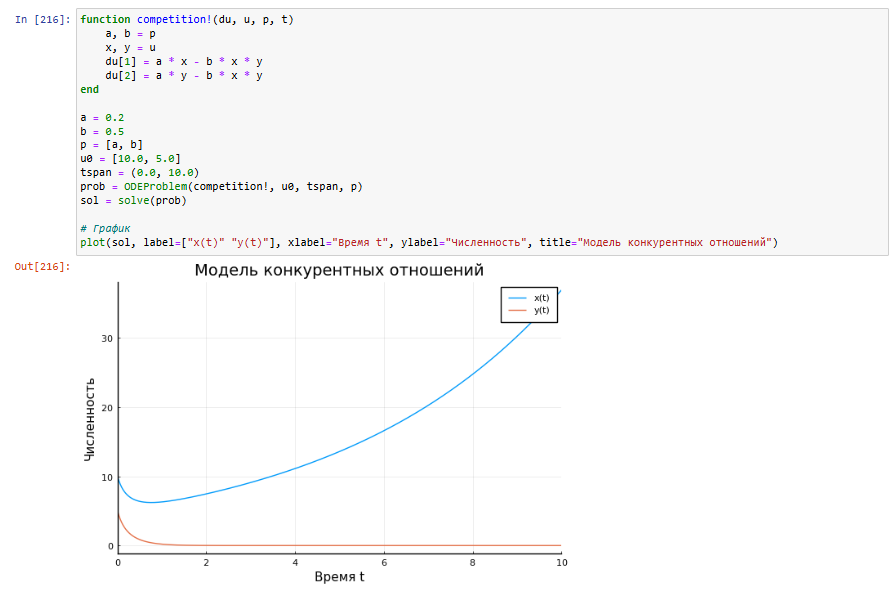 In [216]: function competition!(du, u, p, t)
    a, b = p
    x, y = u
    du[1] = a * x - b * x * y
    du[2] = a * y - b * x * y
end
a = 0.2
b = 0.5
p = [a, b]
u0 = [10.0, 5.0]
tspan = (0.0, 10.0)
prob = ODEProblem(competition!, u0, tspan, p)
sol = solve(prob)
# График
plot(sol, label=["x(t)" "y(t)"], xlabel="Время t", ylabel="Численность", title="Модель конкурентных отношений")
Out[216]:
Модель конкурентных отношений
x(t)
y(t)
Численность
30
20
10
0
0 2 4 6 8 10
Время t